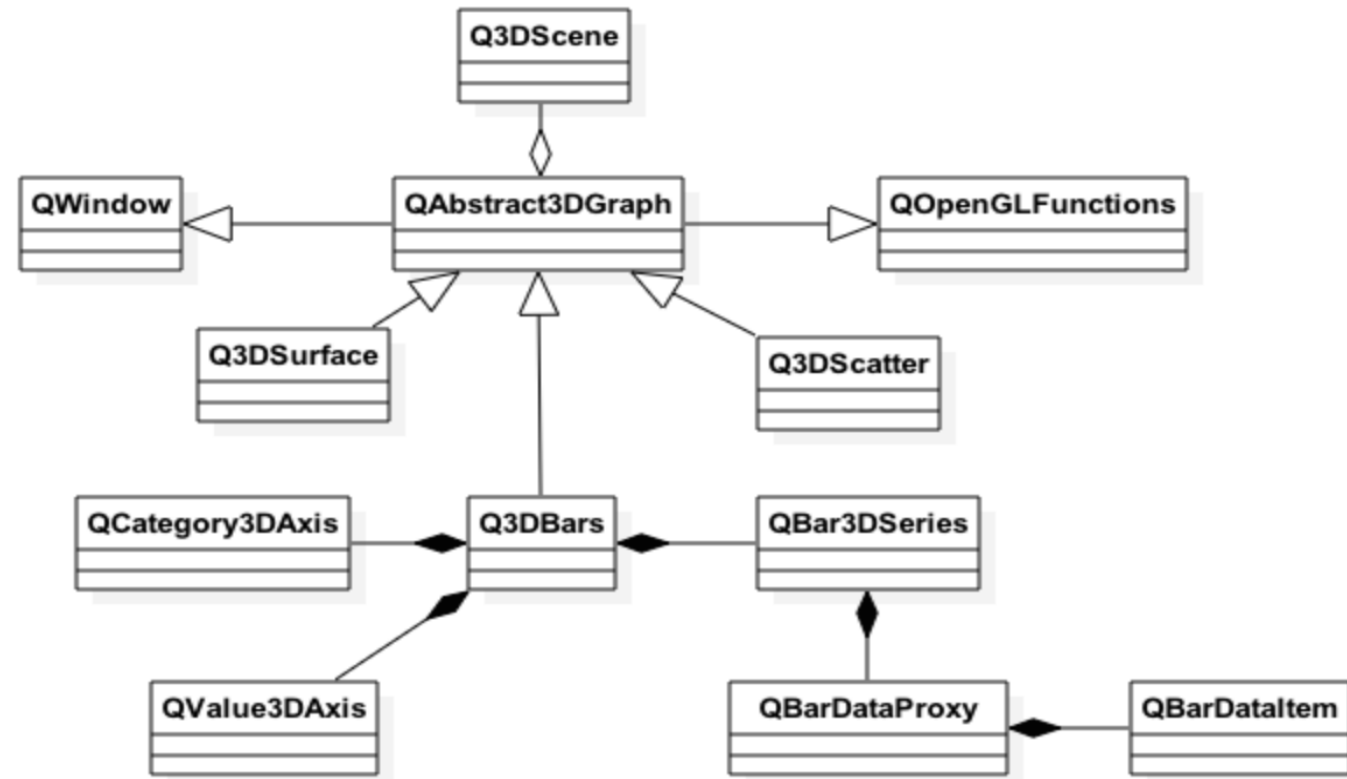 Q3DScene
QWindow
QAbstract3DGraph
QOpenGLFunctions
Q3DSurface
Q3DScatter
QCategory3DAxis
Q3DBars
QBar3DSeries
QValue3DAxis
QBarDataProxy
QBarDataItem